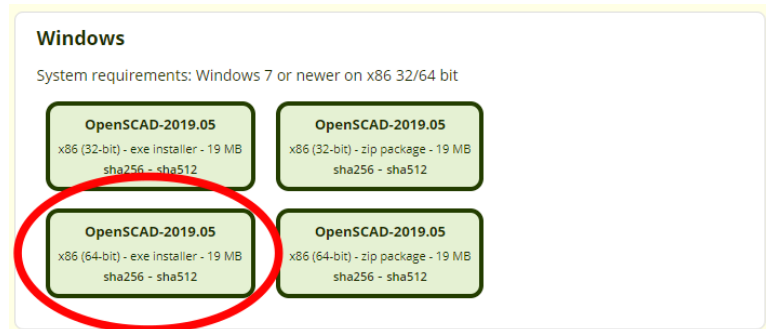 Windows
System requirements: Windows 7 or newer on x86 32/64 bit
OpenSCAD-2019.05
x86 (32-bit) - exe installer - 19 MB
sha256 - sha512
OpenSCAD-2019.05
x86 (32-bit) - zip package - 19 MB
sha256 - sha512
OpenSCAD-2019.05
x86 (64-bit) - exe installer - 19 MB
sha256 - sha512
OpenSCAD-2019.05
x86 (64-bit) - zip package - 19 MB
sha256 - sha512